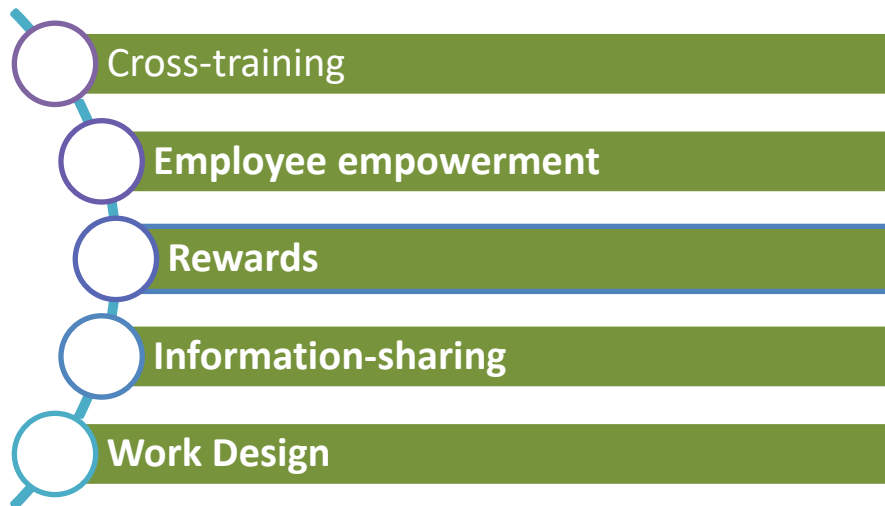 Cross-training
Employee empowerment
Rewards
Information-sharing
Work Design